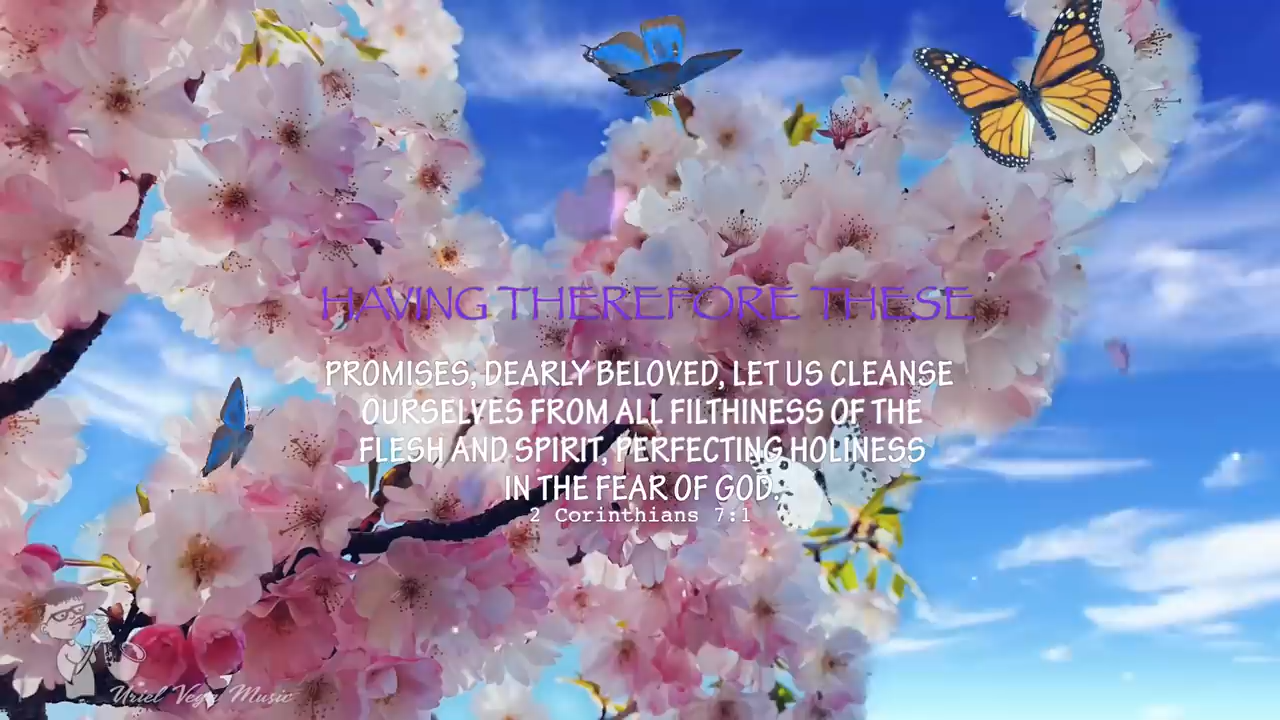 HAVING THEREFORE THESE
PROMISES, DEARLY BELOVED, LET US CLEANSE
OURSELVES FROM ALL FILTHINESS OF THE
FLESH AND SPIRIT, PERFECTING HOLINESS
IN THE FEAR OF GOD.
2 Corinthians 7:1
Uriel Vega Music